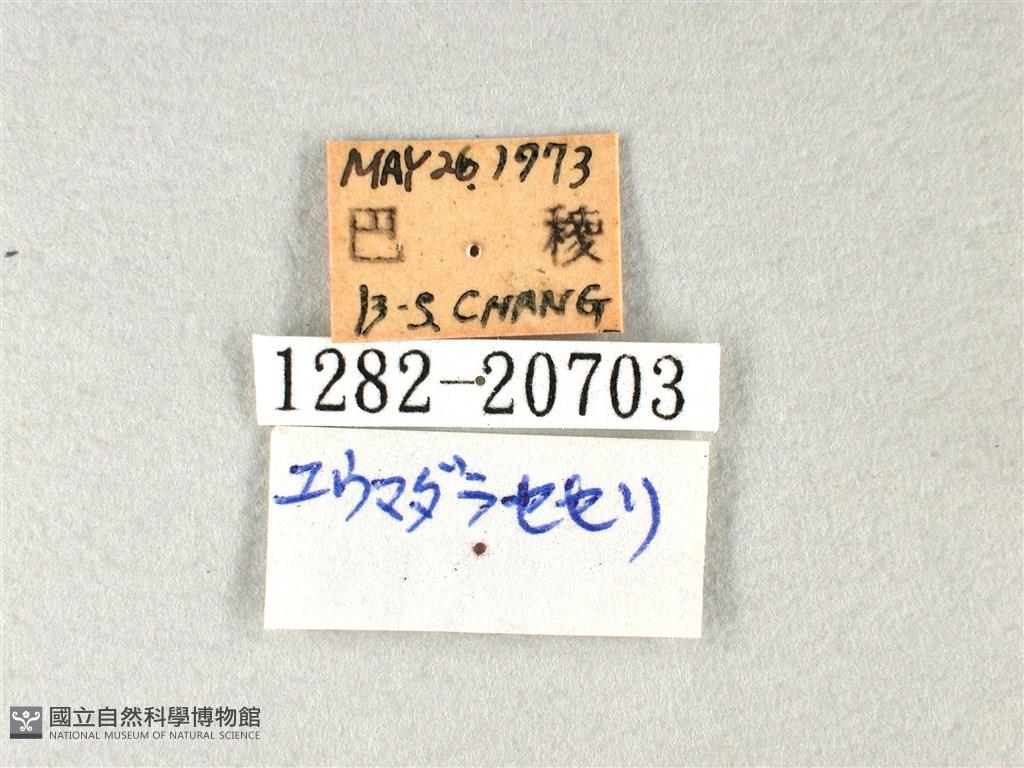 MAY 26. 1973
巴 稜
B-S. CHANG
1282-20703
ユウマダラセセリ
國立自然科學博物館
NATIONAL MUSEUM OF NATURAL SCIENCE